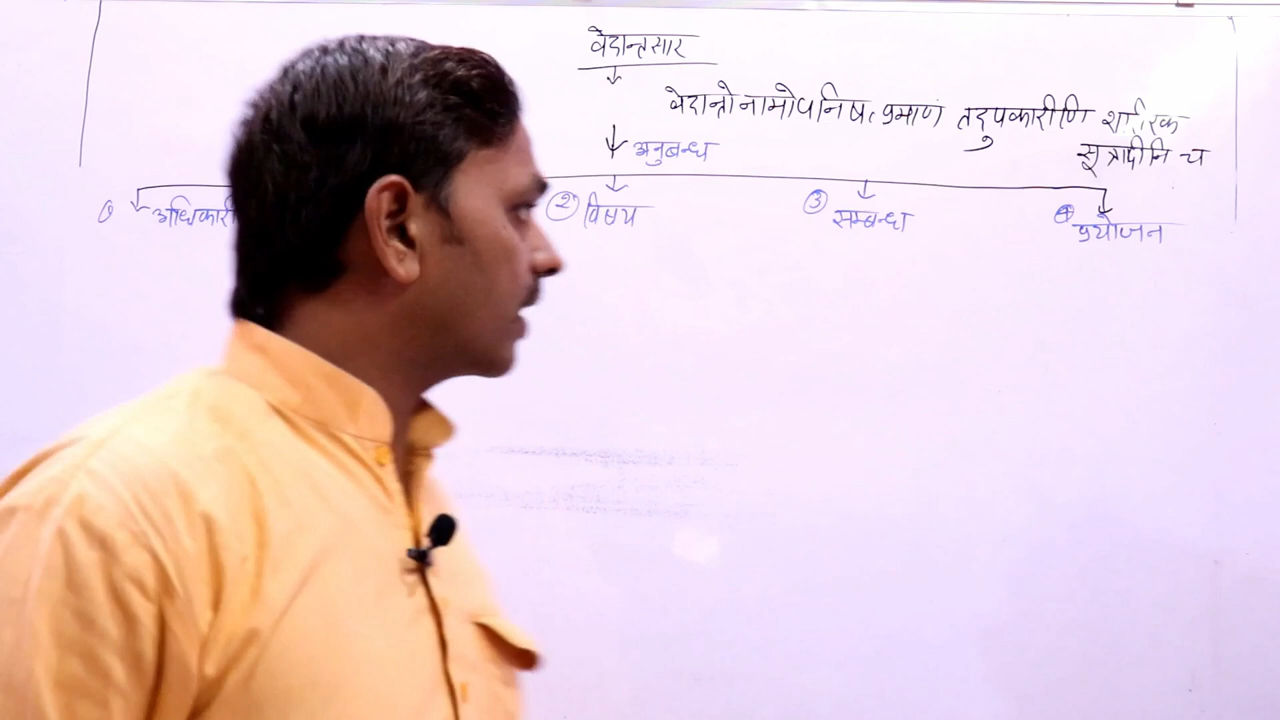 वेदान्तसार
वेदान्तोनामोपनिषत् प्रमाणं तदुपकारीणि शारीरक
सूत्रादीनि च
अनुबन्ध
① अधिकारी ② विषय ③ सम्बन्ध ④ प्रयोजन